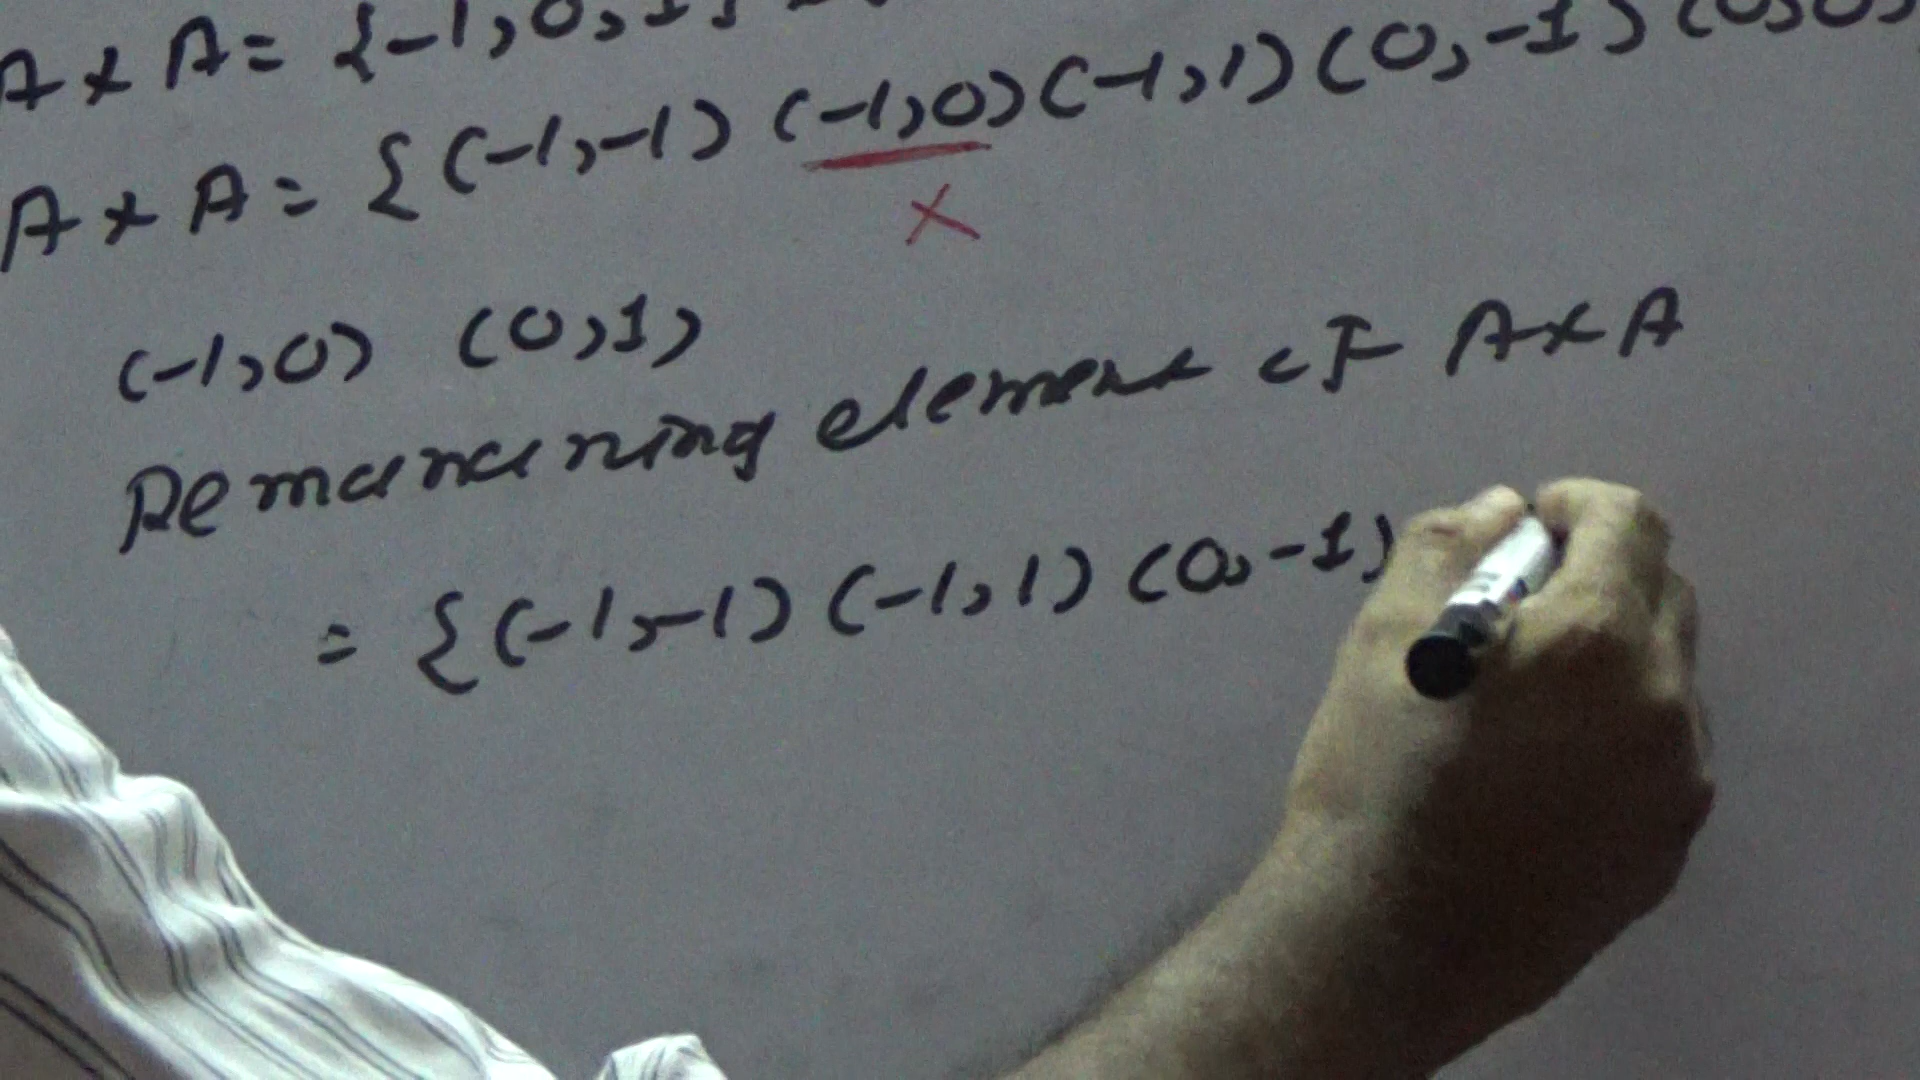 A × A = {-1, 0, 1}
A × A = {(-1,-1) (-1,0) (-1,1) (0,-1) (0,0)
×
(-1,0) (0,1)
Remaining element of A × A
= {(-1,-1) (-1,1) (0,-1)